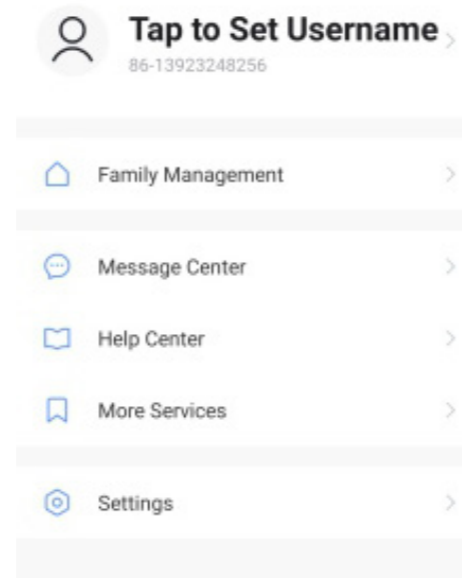 Tap to Set Username
86-13923248256
Family Management
Message Center
Help Center
More Services
Settings